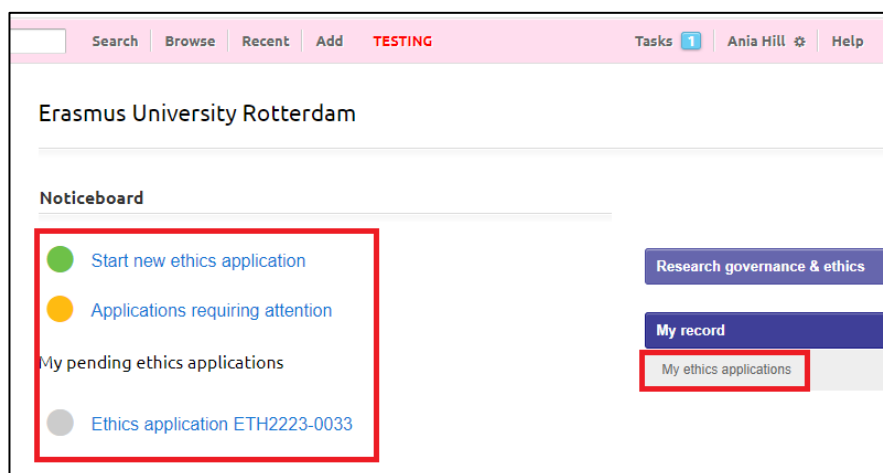 Search Browse Recent Add TESTING Tasks 1 Ania Hill Help
Erasmus University Rotterdam
Noticeboard
Start new ethics application
Applications requiring attention
My pending ethics applications
Ethics application ETH2223-0033
Research governance & ethics
My record
My ethics applications